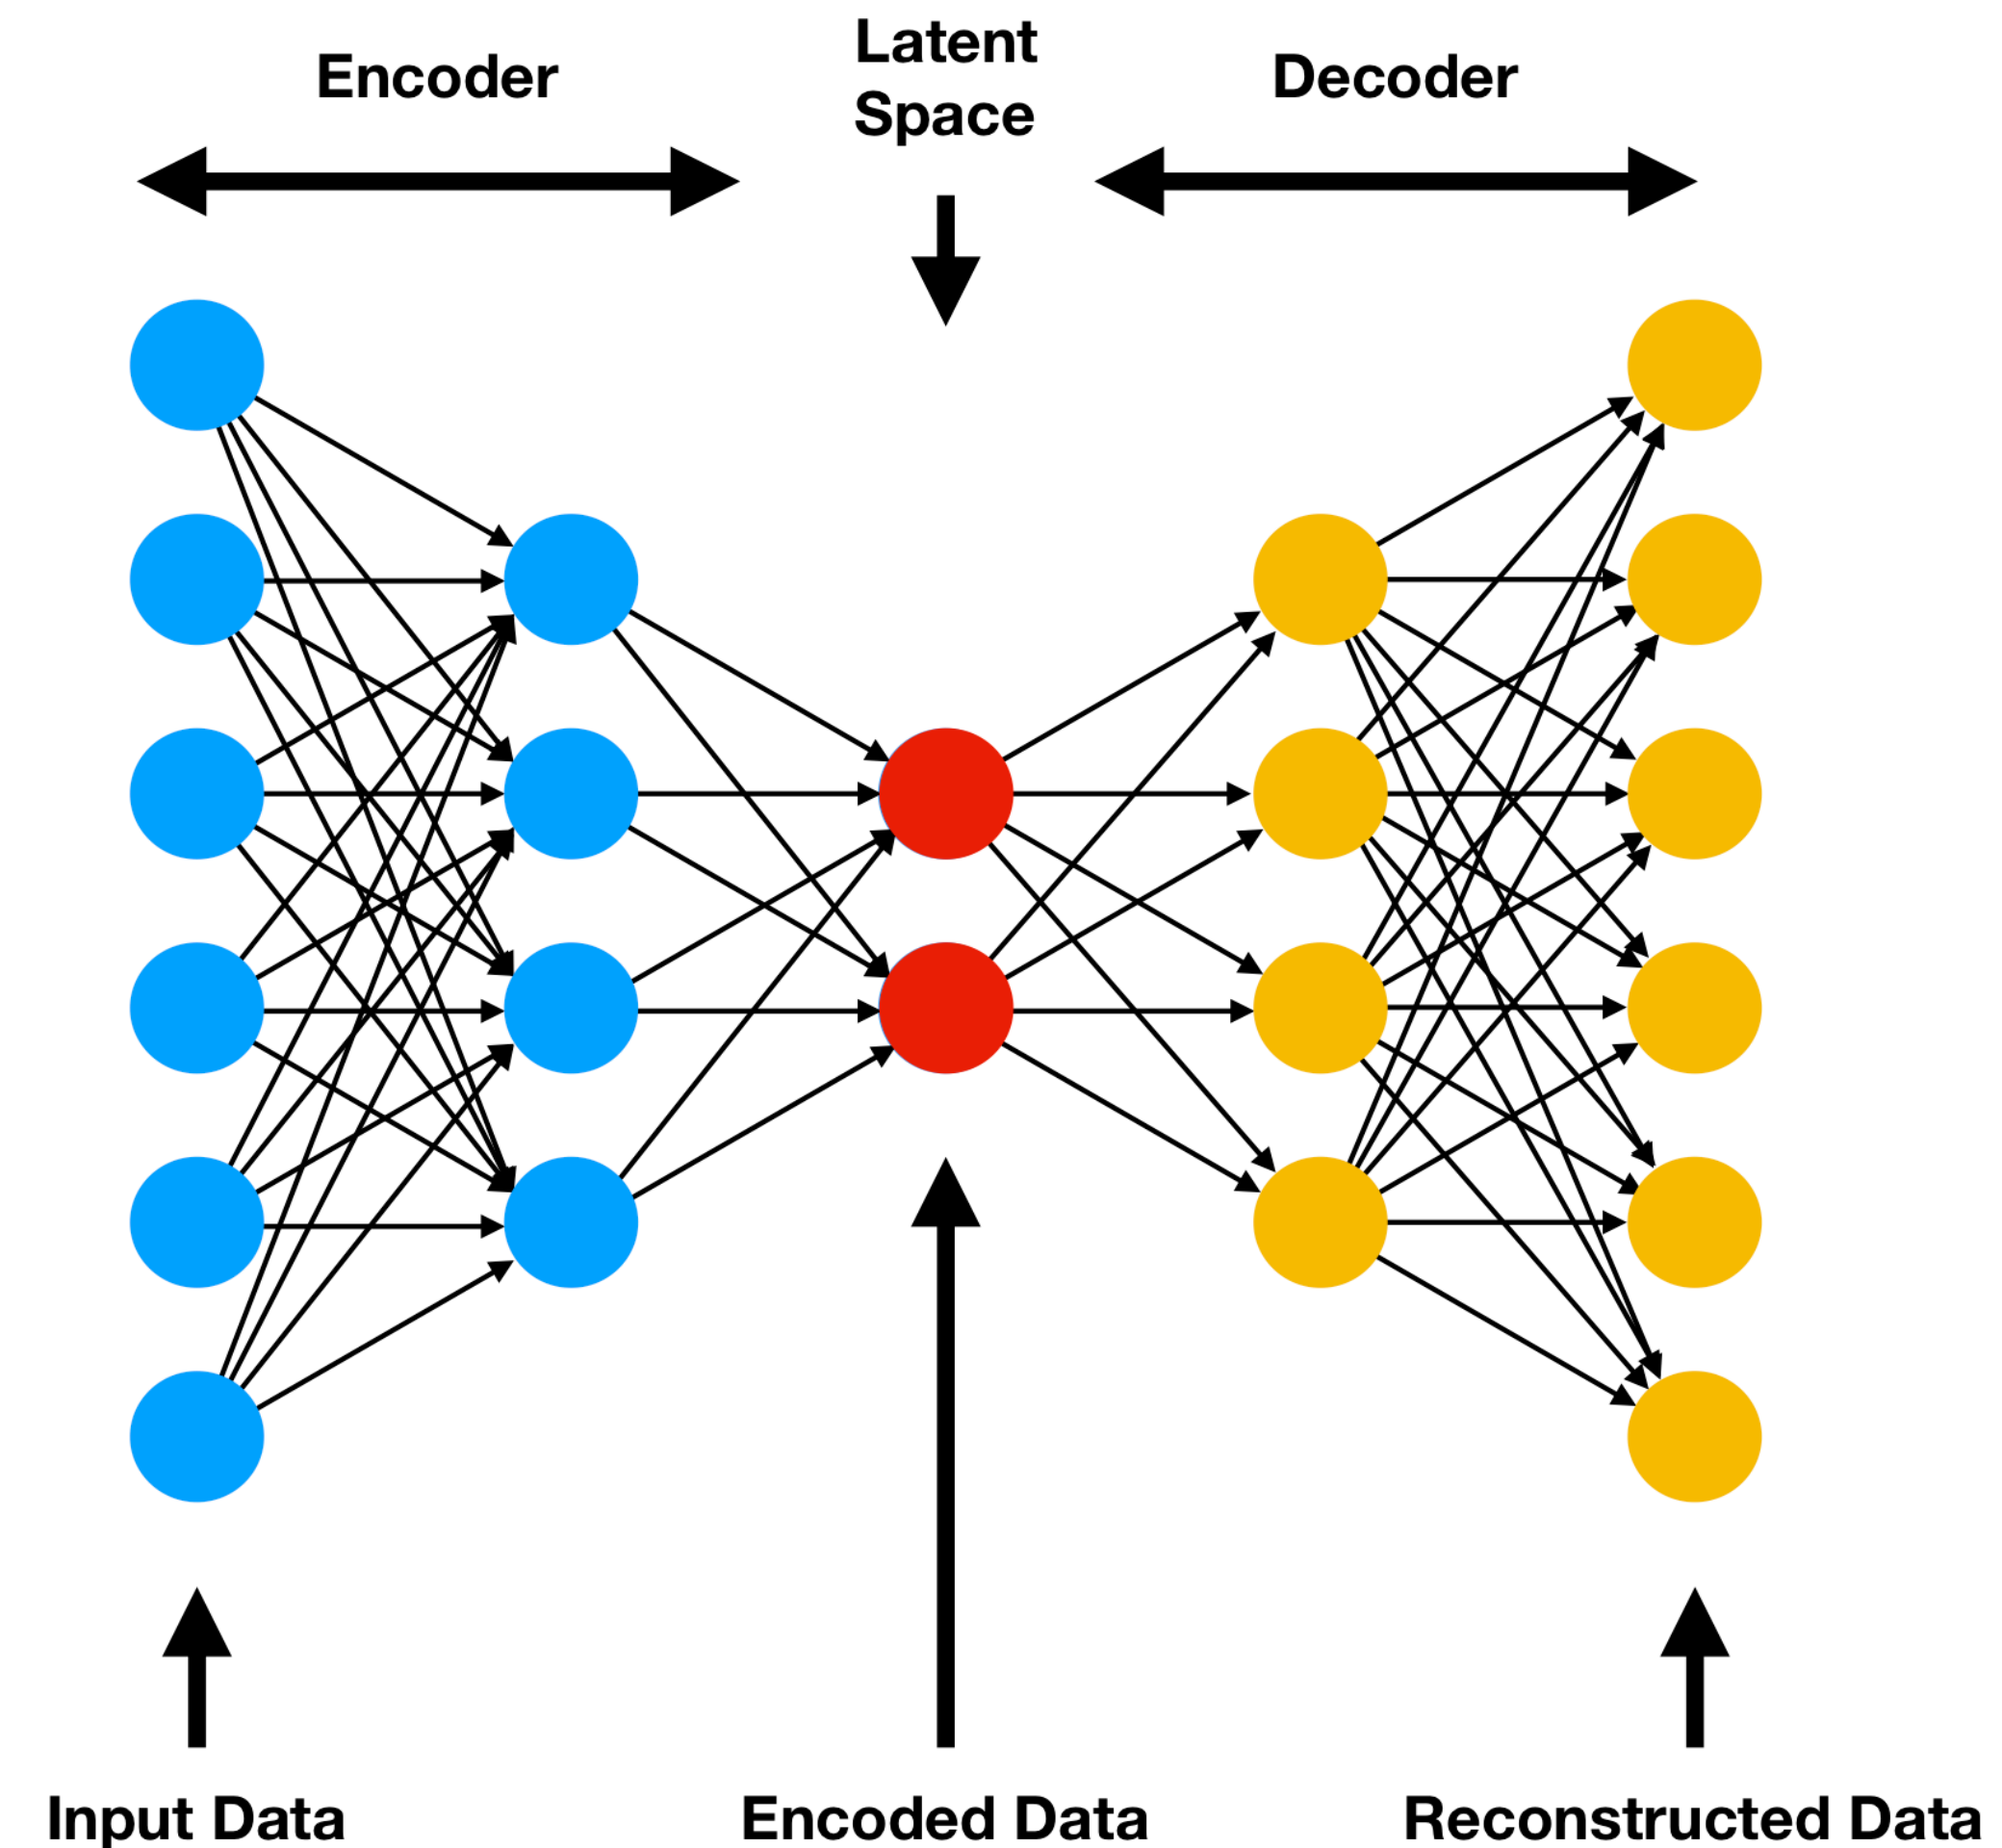 Encoder
Latent
Space
Decoder
Input Data
Encoded Data
Reconstructed Data